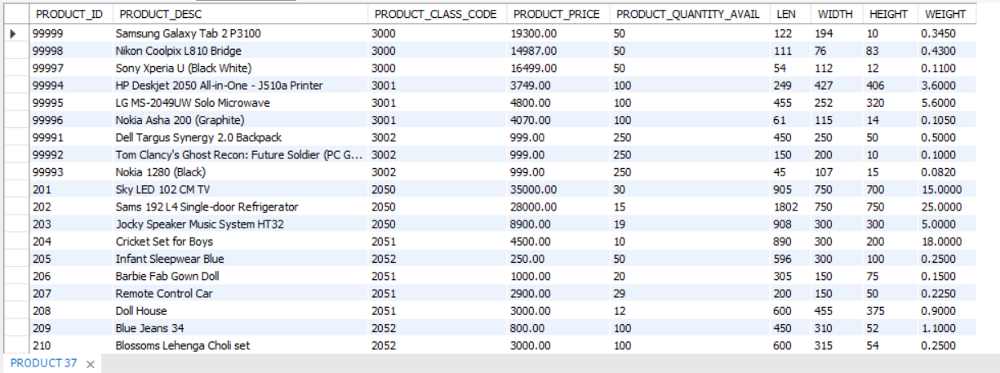 PRODUCT_ID PRODUCT_DESC PRODUCT_CLASS_CODE PRODUCT_PRICE PRODUCT_QUANTITY_AVAIL LEN WIDTH HEIGHT WEIGHT
99999 Samsung Galaxy Tab 2 P3100 3000 19300.00 50 122 194 10 0.3450
99998 Nikon Coolpix L810 Bridge 3000 14987.00 50 111 76 83 0.4300
99997 Sony Xperia U (Black White) 3000 16499.00 50 54 112 12 0.1100
99994 HP Deskjet 2050 All-in-One - J510a Printer 3001 3749.00 100 249 427 406 3.6000
99995 LG MS-2049UW Solo Microwave 3001 4800.00 100 455 252 320 5.6000
99996 Nokia Asha 200 (Graphite) 3001 4070.00 100 61 115 14 0.1050
99991 Dell Targus Synergy 2.0 Backpack 3002 999.00 250 450 250 50 0.5000
99992 Tom Clancy's Ghost Recon: Future Soldier (PC G... 3002 999.00 250 150 200 10 0.1000
99993 Nokia 1280 (Black) 3002 999.00 250 45 107 15 0.0820
201 Sky LED 102 CM TV 2050 35000.00 30 905 750 700 15.0000
202 Sams 192 L4 Single-door Refrigerator 2050 28000.00 15 1802 750 750 25.0000
203 Jocky Speaker Music System HT32 2050 8900.00 19 908 300 300 5.0000
204 Cricket Set for Boys 2051 4500.00 10 890 300 200 18.0000
205 Infant Sleepwear Blue 2052 250.00 50 596 300 100 0.2500
206 Barbie Fab Gown Doll 2051 1000.00 20 305 150 75 0.1500
207 Remote Control Car 2051 2900.00 29 200 150 50 0.2250
208 Doll House 2051 3000.00 12 600 455 375 0.9000
209 Blue Jeans 34 2052 800.00 100 450 310 52 1.1000
210 Blossoms Lehenga Choli set 2052 3000.00 100 600 315 54 0.2500
PRODUCT 37